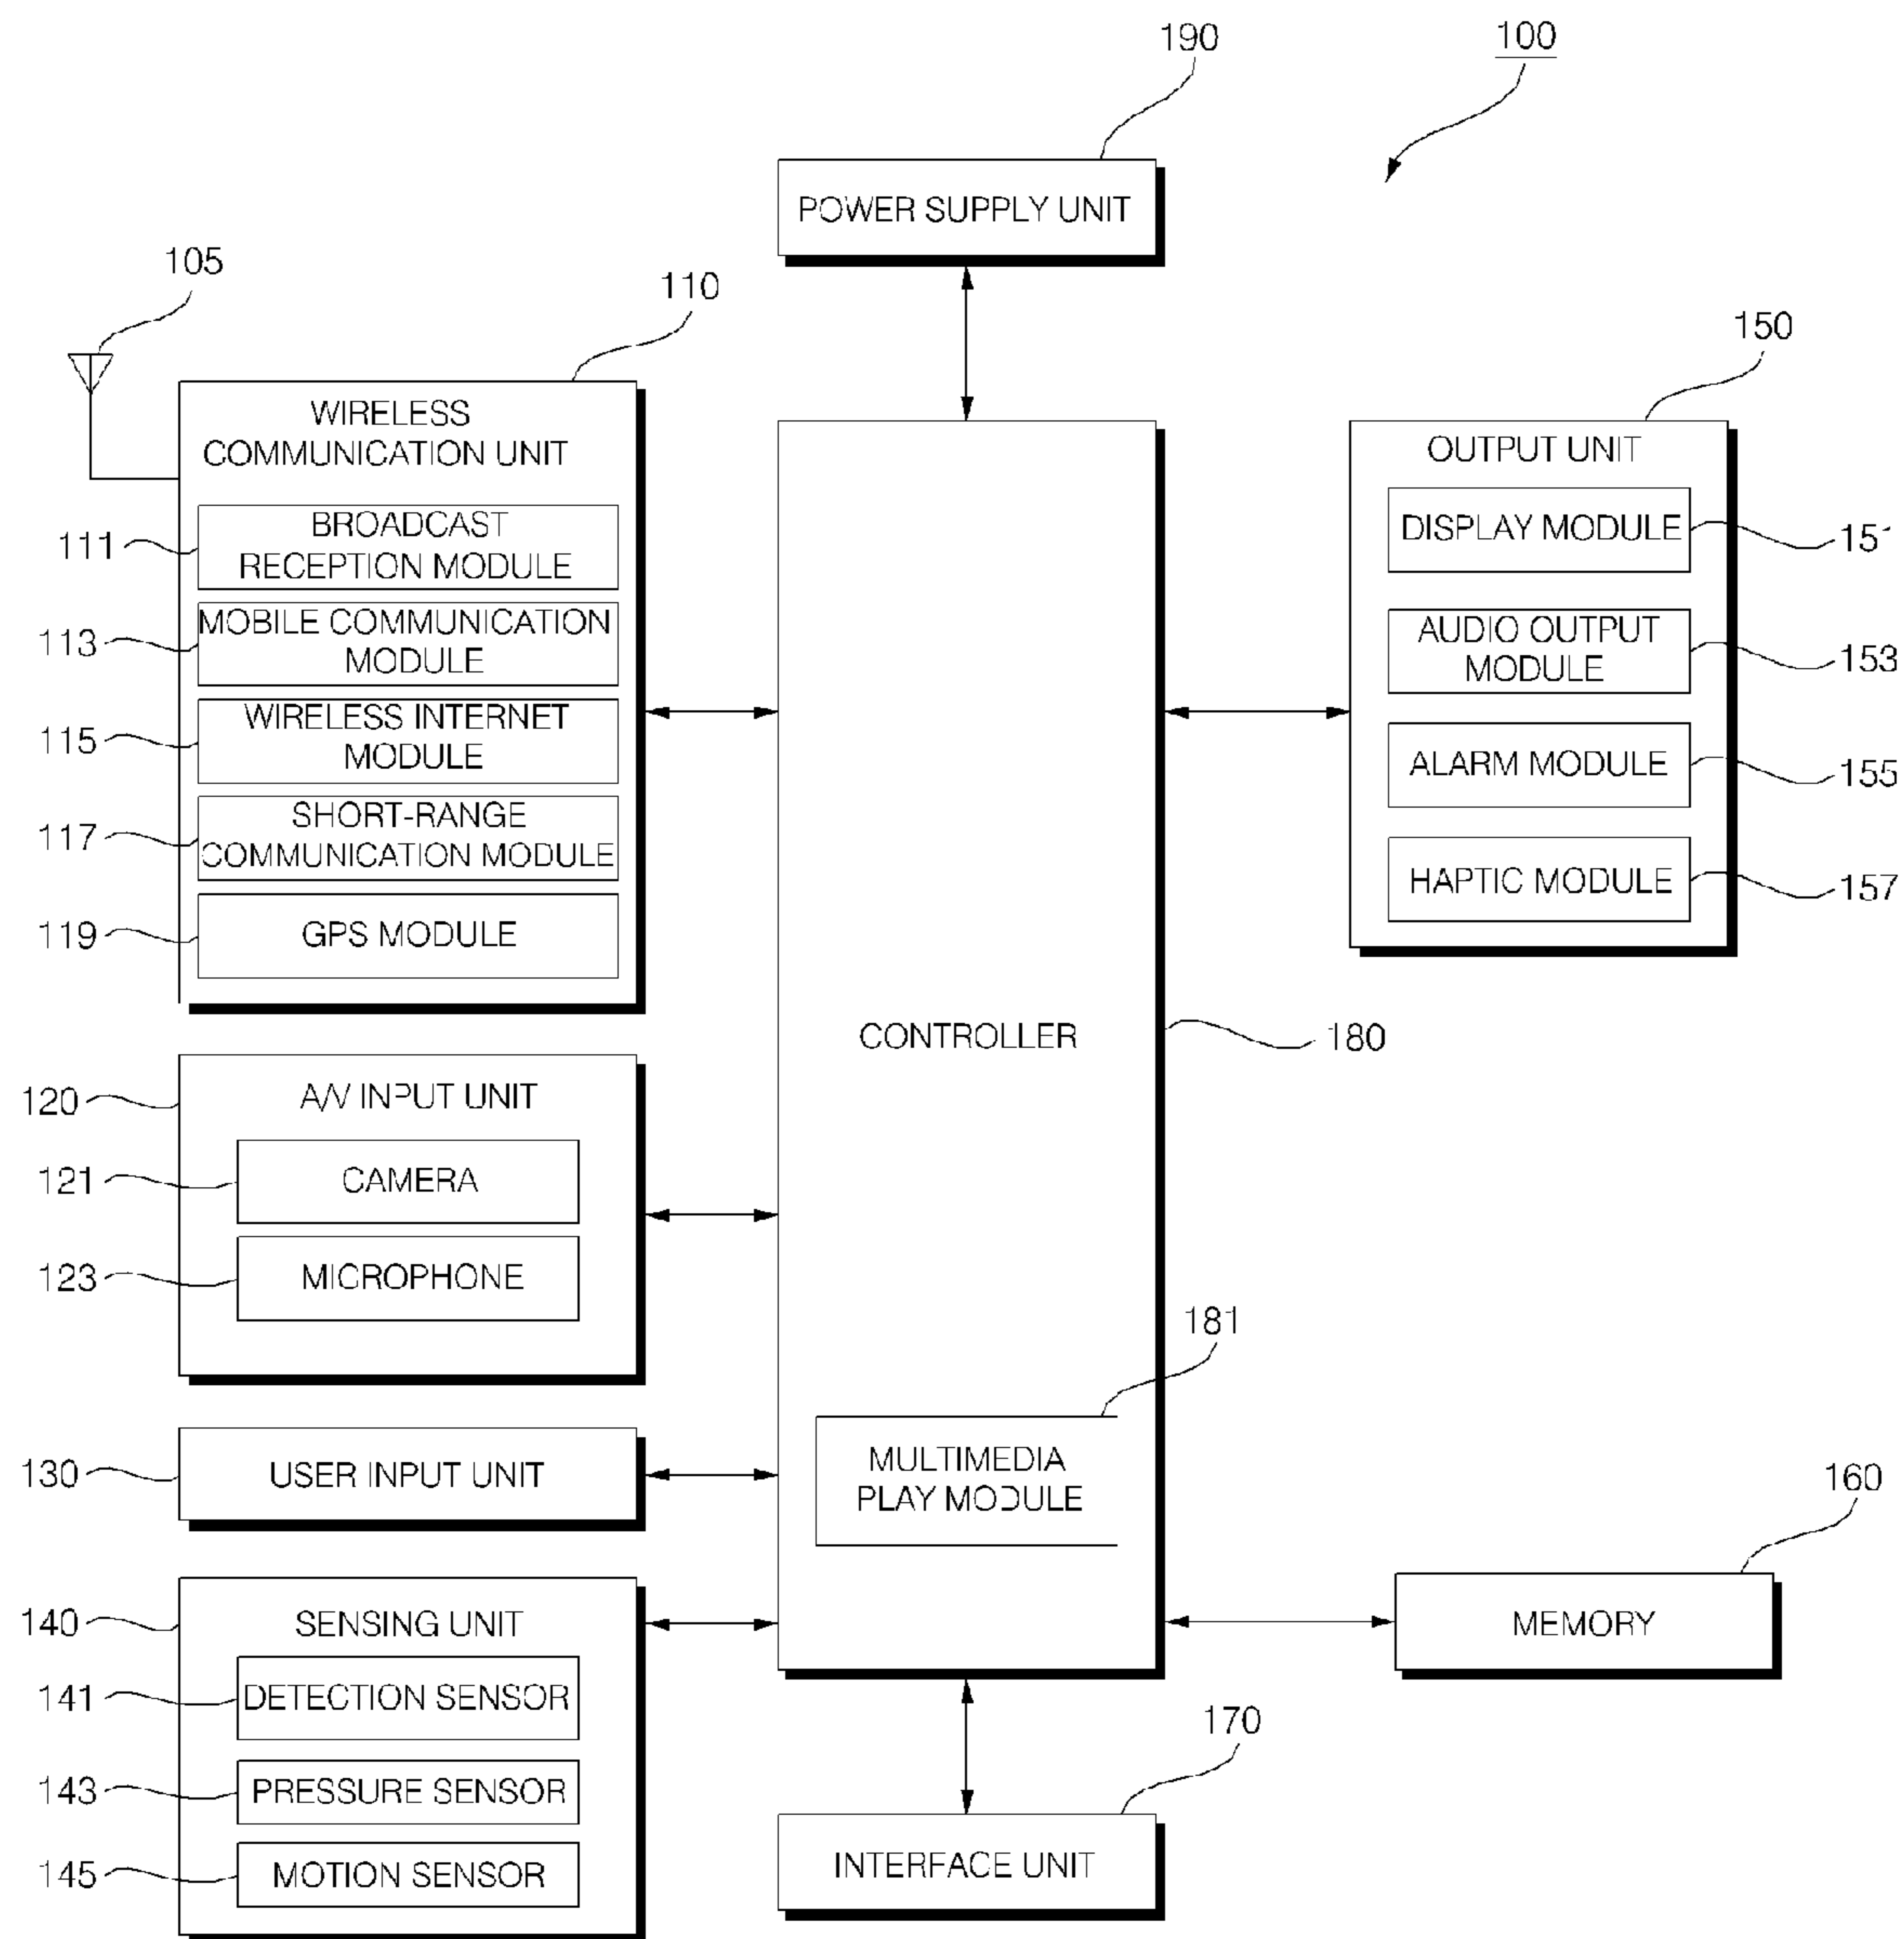 190
100
POWER SUPPLY UNIT
105
110
150
WIRELESS
COMMUNICATION UNIT
OUTPUT UNIT
111
BROADCAST
RECEPTION MODULE
DISPLAY MODULE
151
113
MOBILE COMMUNICATION
MODULE
AUDIO OUTPUT
MODULE
153
115
WIRELESS INTERNET
MODULE
ALARM MODULE
155
117
SHORT-RANGE
COMMUNICATION MODULE
HAPTIC MODULE
157
119
GPS MODULE
CONTROLLER
180
120
A/V INPUT UNIT
121
CAMERA
123
MICROPHONE
181
MULTIMEDIA
PLAY MODULE
130
USER INPUT UNIT
160
MEMORY
140
SENSING UNIT
141
DETECTION SENSOR
143
PRESSURE SENSOR
145
MOTION SENSOR
170
INTERFACE UNIT